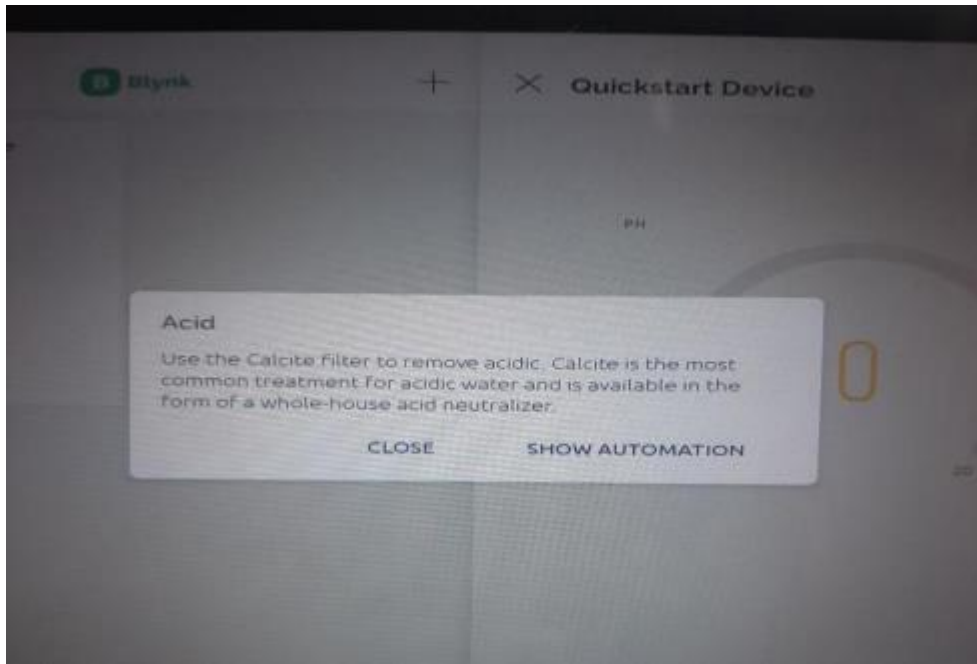 B Blynk + × Quickstart Device
PH
Acid
Use the Calcite filter to remove acidic. Calcite is the most
common treatment for acidic water and is available in the
form of a whole-house acid neutralizer.
0
CLOSE SHOW AUTOMATION